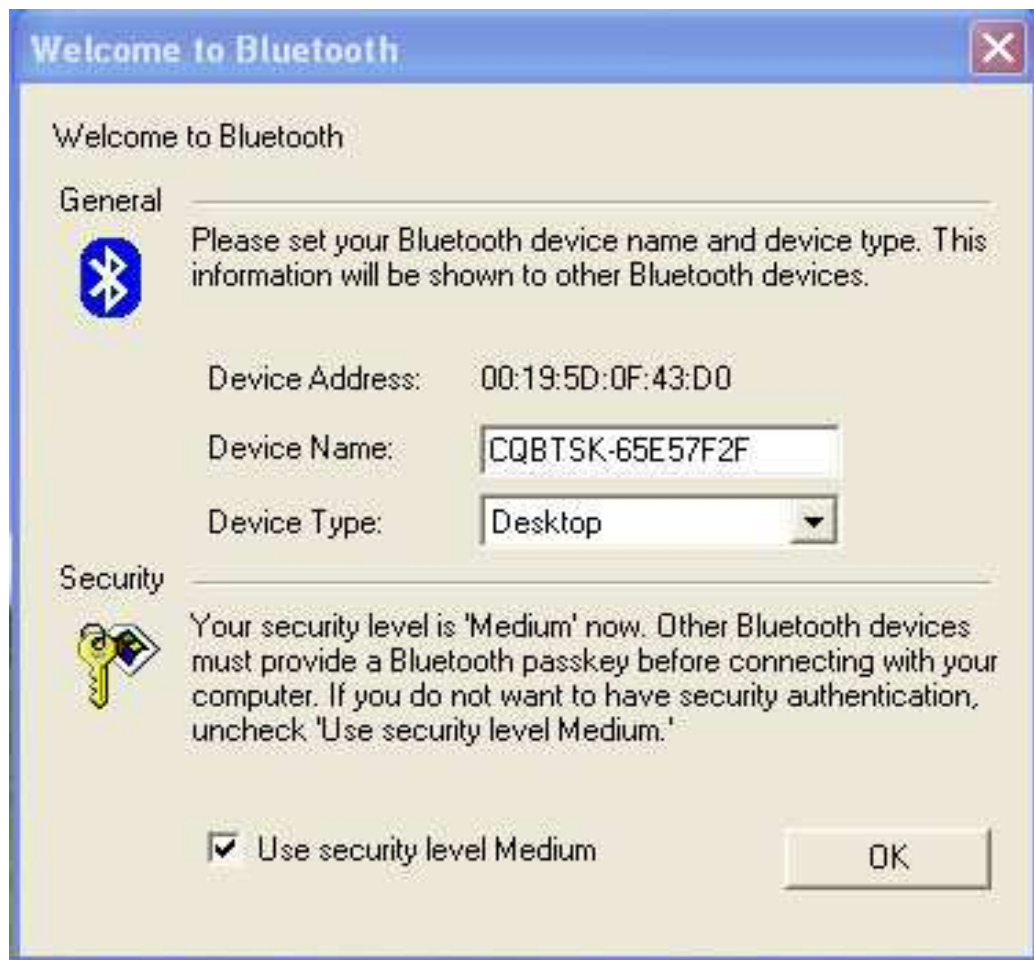 Welcome to Bluetooth
Welcome to Bluetooth
General
Please set your Bluetooth device name and device type. This
information will be shown to other Bluetooth devices.
Device Address: 00:19:5D:0F:43:D0
Device Name: CQBTSK-65E57F2F
Device Type: Desktop
Security
Your security level is 'Medium' now. Other Bluetooth devices
must provide a Bluetooth passkey before connecting with your
computer. If you do not want to have security authentication,
uncheck 'Use security level Medium.'
Use security level Medium
OK